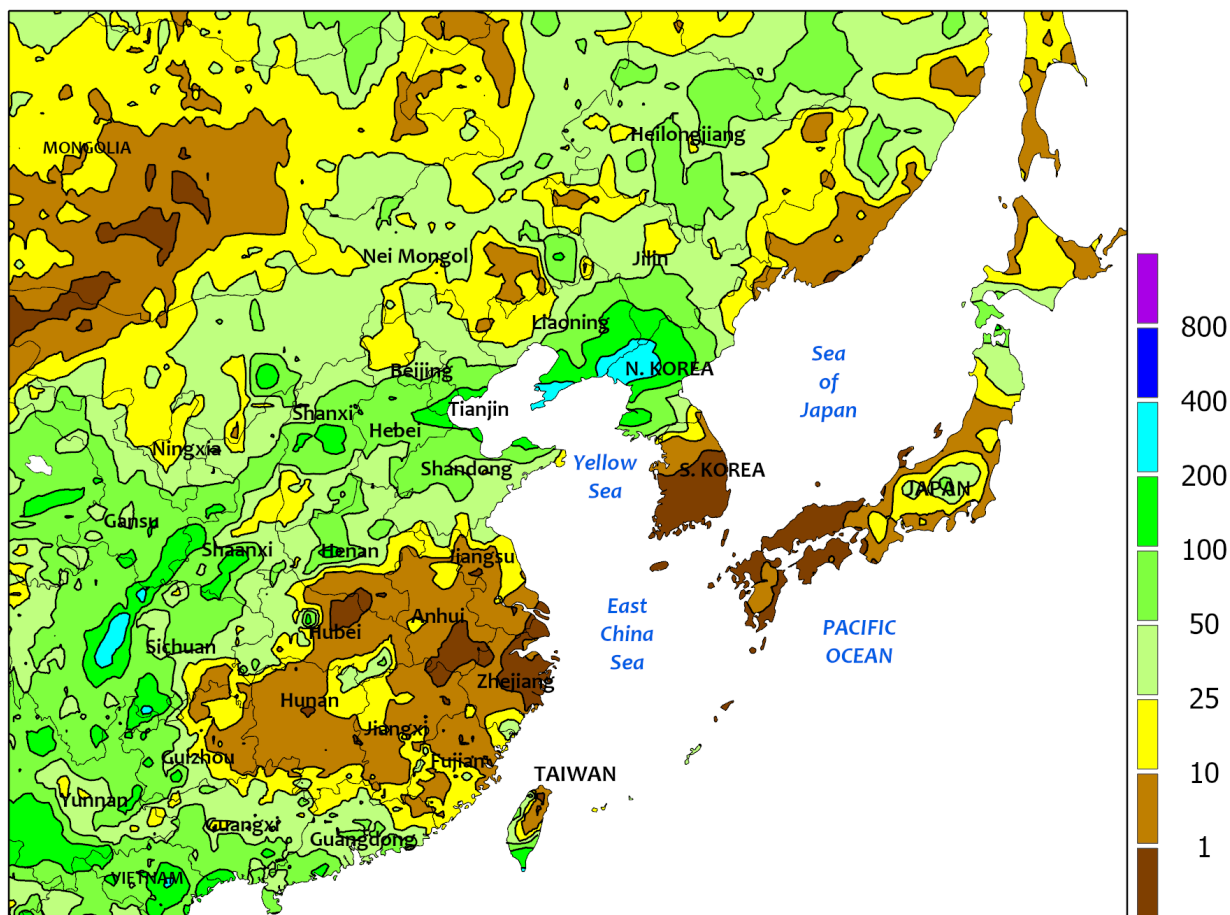 Heilongjiang
MONGOLIA
Nei Mongol
Jilin
Liaoning
800
Sea
of
Japan
Beijing
N. KOREA
400
Shanxi
Tianjin
Hebei
Ningxia
Shandong
Yellow
Sea
S. KOREA
200
JAPAN
Gansu
Shaanxi
Henan
Jiangsu
100
East
China
Sea
Anhui
Hubei
PACIFIC
OCEAN
50
Sichuan
Zhejiang
Hunan
25
Jiangxi
Guizhou
Fujian
TAIWAN
10
Yunnan
Guangxi
Guangdong
1
VIETNAM